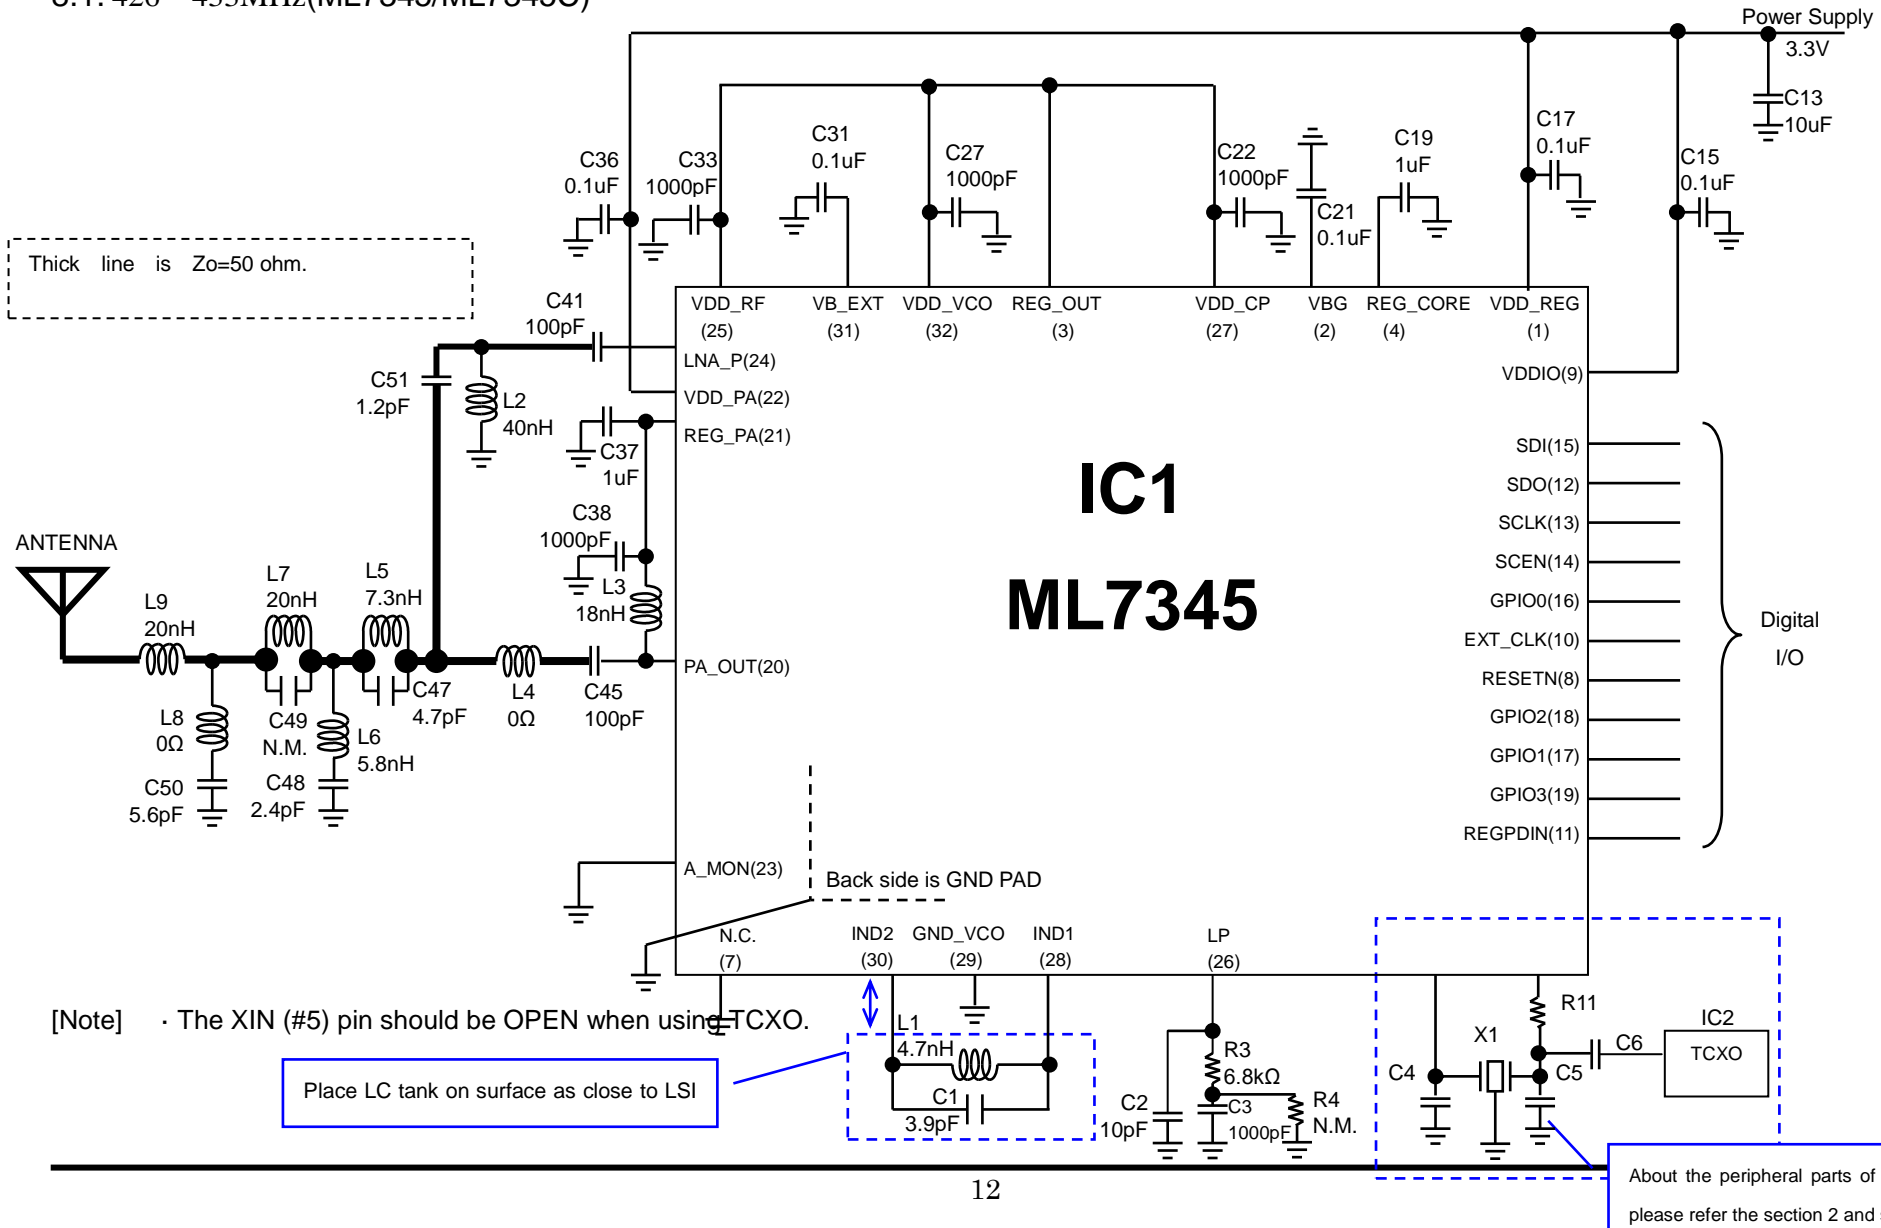 (ML7345/ML7345C)
Power Supply
3.3V
C13
10uF
C36
0.1uF
C33
1000pF
C31
0.1uF
C27
1000pF
C22
1000pF
C21
0.1uF
C19
1uF
C17
0.1uF
C15
0.1uF
Thick line is Zo=50 ohm.
C41
100pF
VDD_RF
(25)
VB_EXT
(31)
VDD_VCO
(32)
REG_OUT
(3)
VDD_CP
(27)
VBG
(2)
REG_CORE
(4)
VDD_REG
(1)
LNA_P(24)
VDD_PA(22)
REG_PA(21)
VDDIO(9)
C51
1.2pF
L2
40nH
C37
1uF
C38
1000pF
L3
18nH
IC1
ML7345
SDI(15)
SDO(12)
SCLK(13)
SCEN(14)
GPIO0(16)
EXT_CLK(10)
RESETN(8)
GPIO2(18)
GPIO1(17)
GPIO3(19)
REGPDIN(11)
Digital
I/O
ANTENNA
L9
20nH
L7
20nH
L5
7.3nH
PA_OUT(20)
L8
0Ω
C49
N.M.
L6
5.8nH
C47
4.7pF
L4
0Ω
C45
100pF
C50
5.6pF
C48
2.4pF
A_MON(23)
Back side is GND PAD
N.C.
(7)
IND2
(30)
GND_VCO
(29)
IND1
(28)
LP
(26)
[Note] · The XIN (#5) pin should be OPEN when using TCXO.
Place LC tank on surface as close to LSI
L1
4.7nH
C1
3.9pF
C2
10pF
R3
6.8kΩ
C3
1000pF
R4
N.M.
R11
X1
C4
C5
C6
IC2
TCXO
About the peripheral parts of
please refer the section 2 and
12